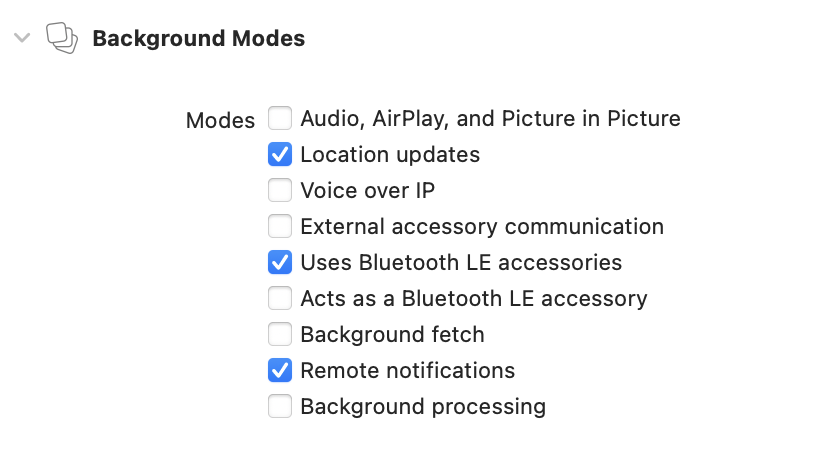 Background Modes
Modes Audio, AirPlay, and Picture in Picture
Location updates
Voice over IP
External accessory communication
Uses Bluetooth LE accessories
Acts as a Bluetooth LE accessory
Background fetch
Remote notifications
Background processing